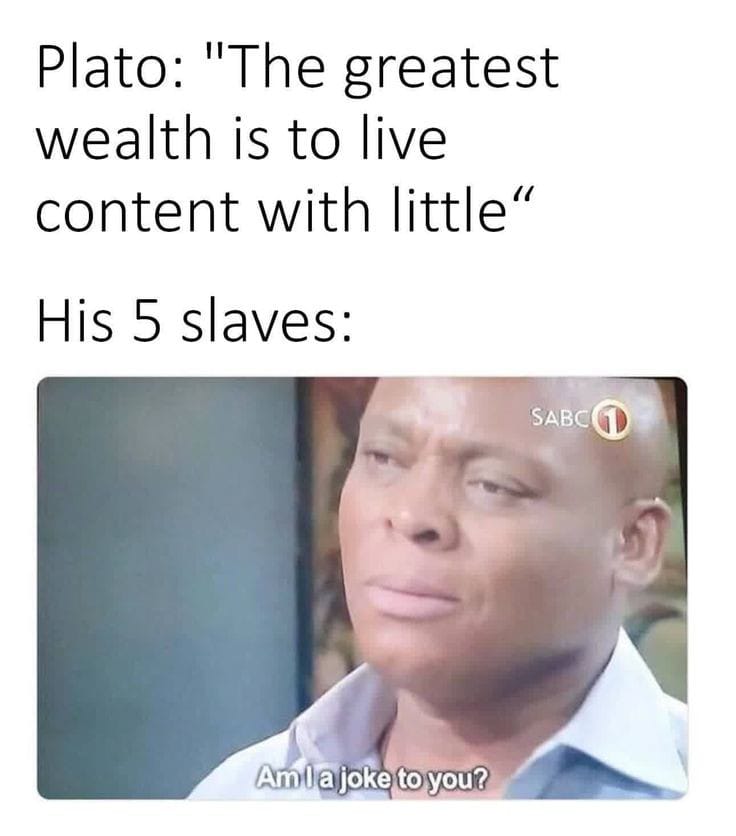 Plato: "The greatest
wealth is to live
content with little“
His 5 slaves:
SABC 1
Am I a joke to you?